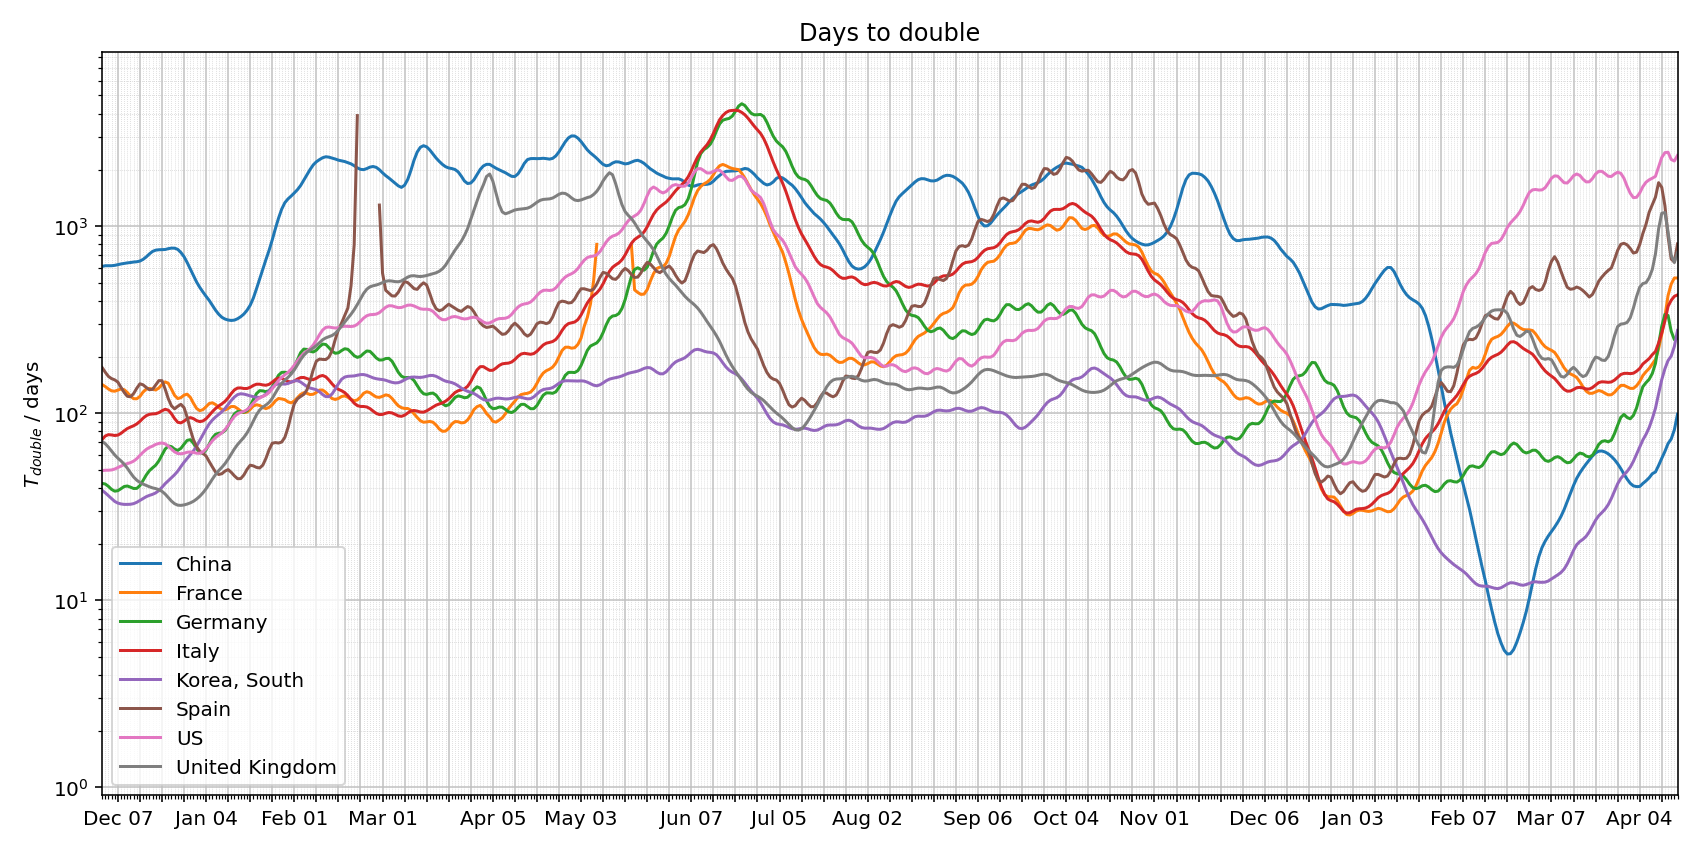 Days to double
T_double / days
10^3
10^2
10^1
10^0
China
France
Germany
Italy
Korea, South
Spain
US
United Kingdom
Dec 07 Jan 04 Feb 01 Mar 01 Apr 05 May 03 Jun 07 Jul 05 Aug 02 Sep 06 Oct 04 Nov 01 Dec 06 Jan 03 Feb 07 Mar 07 Apr 04